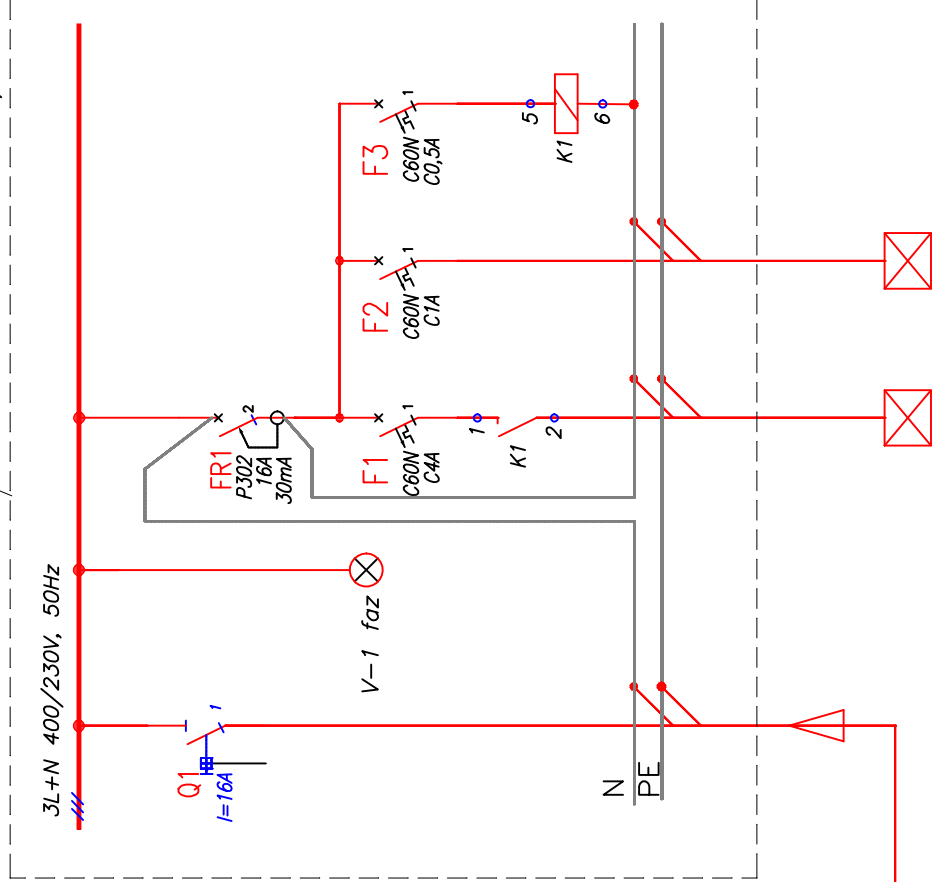 3L+N 400/230V, 50Hz
Q1
I=16A
1
V-1 faz
FR1
P302
16A
30mA
2
F1
C60N
C4A
1
1
K1
2
F2
C60N
C1A
1
F3
C60N
C0,5A
1
5
K1
6
N
PE